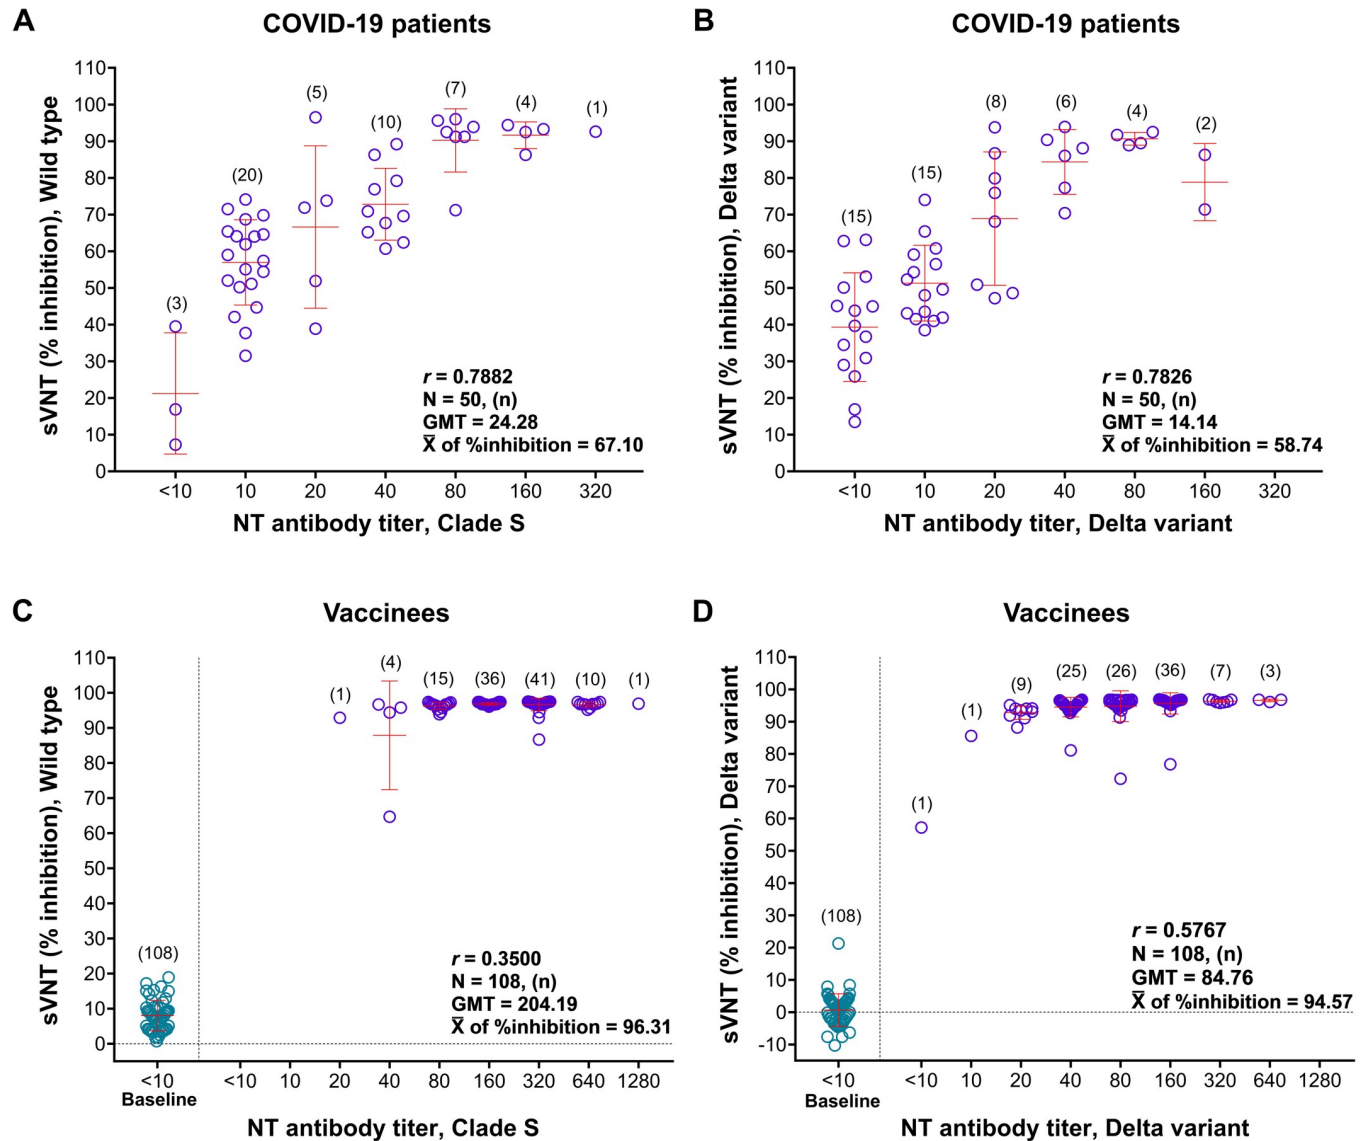 A
COVID-19 patients
sVNT (% inhibition), Wild type
110
100
90
80
70
60
50
40
30
20
10
0
(3)
(20)
(5)
(10)
(7)
(4)
(1)
r = 0.7882
N = 50, (n)
GMT = 24.28
X̅ of %inhibition = 67.10
<10 10 20 40 80 160 320
NT antibody titer, Clade S
B
COVID-19 patients
sVNT (% inhibition), Delta variant
110
100
90
80
70
60
50
40
30
20
10
0
(15)
(15)
(8)
(6)
(4)
(2)
r = 0.7826
N = 50, (n)
GMT = 14.14
X̅ of %inhibition = 58.74
<10 10 20 40 80 160 320
NT antibody titer, Delta variant
C
Vaccinees
sVNT (% inhibition), Wild type
110
100
90
80
70
60
50
40
30
20
10
0
(108)
(1)
(4)
(15)
(36)
(41)
(10)
(1)
r = 0.3500
N = 108, (n)
GMT = 204.19
X̅ of %inhibition = 96.31
<10 <10 10 20 40 80 160 320 640 1280
Baseline
NT antibody titer, Clade S
D
Vaccinees
sVNT (% inhibition), Delta variant
110
100
90
80
70
60
50
40
30
20
10
0
-10
(108)
(1)
(1)
(9)
(25)
(26)
(36)
(7)
(3)
r = 0.5767
N = 108, (n)
GMT = 84.76
X̅ of %inhibition = 94.57
<10 <10 10 20 40 80 160 320 640 1280
Baseline
NT antibody titer, Delta variant